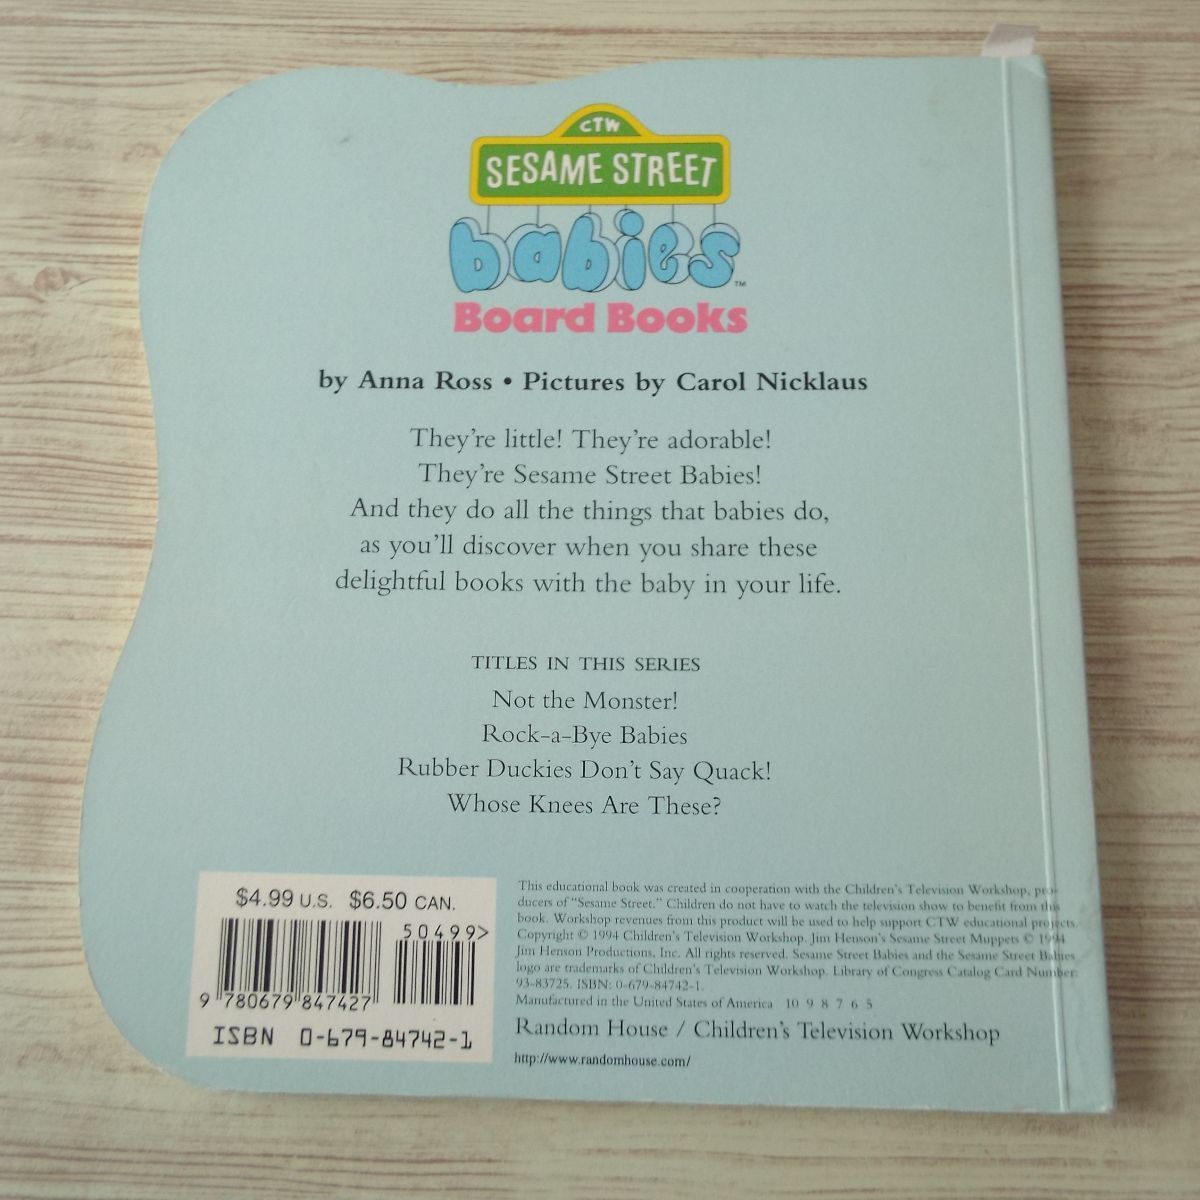 CTW
SESAME STREET
babies™
Board Books
by Anna Ross • Pictures by Carol Nicklaus
They're little! They're adorable!
They're Sesame Street Babies!
And they do all the things that babies do,
as you'll discover when you share these
delightful books with the baby in your life.
TITLES IN THIS SERIES
Not the Monster!
Rock-a-Bye Babies
Rubber Duckies Don't Say Quack!
Whose Knees Are These?
$4.99 U.S. $6.50 CAN.
50499>
9 780679 847427
ISBN 0-679-84742-1
This educational book was created in cooperation with the Children's Television Workshop, pro-
ducers of "Sesame Street." Children do not have to watch the television show to benefit from this
book. Workshop revenues from this product will be used to help support CTW educational projects.
Copyright © 1994 Children's Television Workshop. Jim Henson's Sesame Street Muppets © 1994
Jim Henson Productions, Inc. All rights reserved. Sesame Street Babies and the Sesame Street Babies
logo are trademarks of Children's Television Workshop. Library of Congress Catalog Card Number:
93-83725. ISBN: 0-679-84742-1.
Manufactured in the United States of America 10 9 8 7 6 5
Random House / Children's Television Workshop
http://www.randomhouse.com/